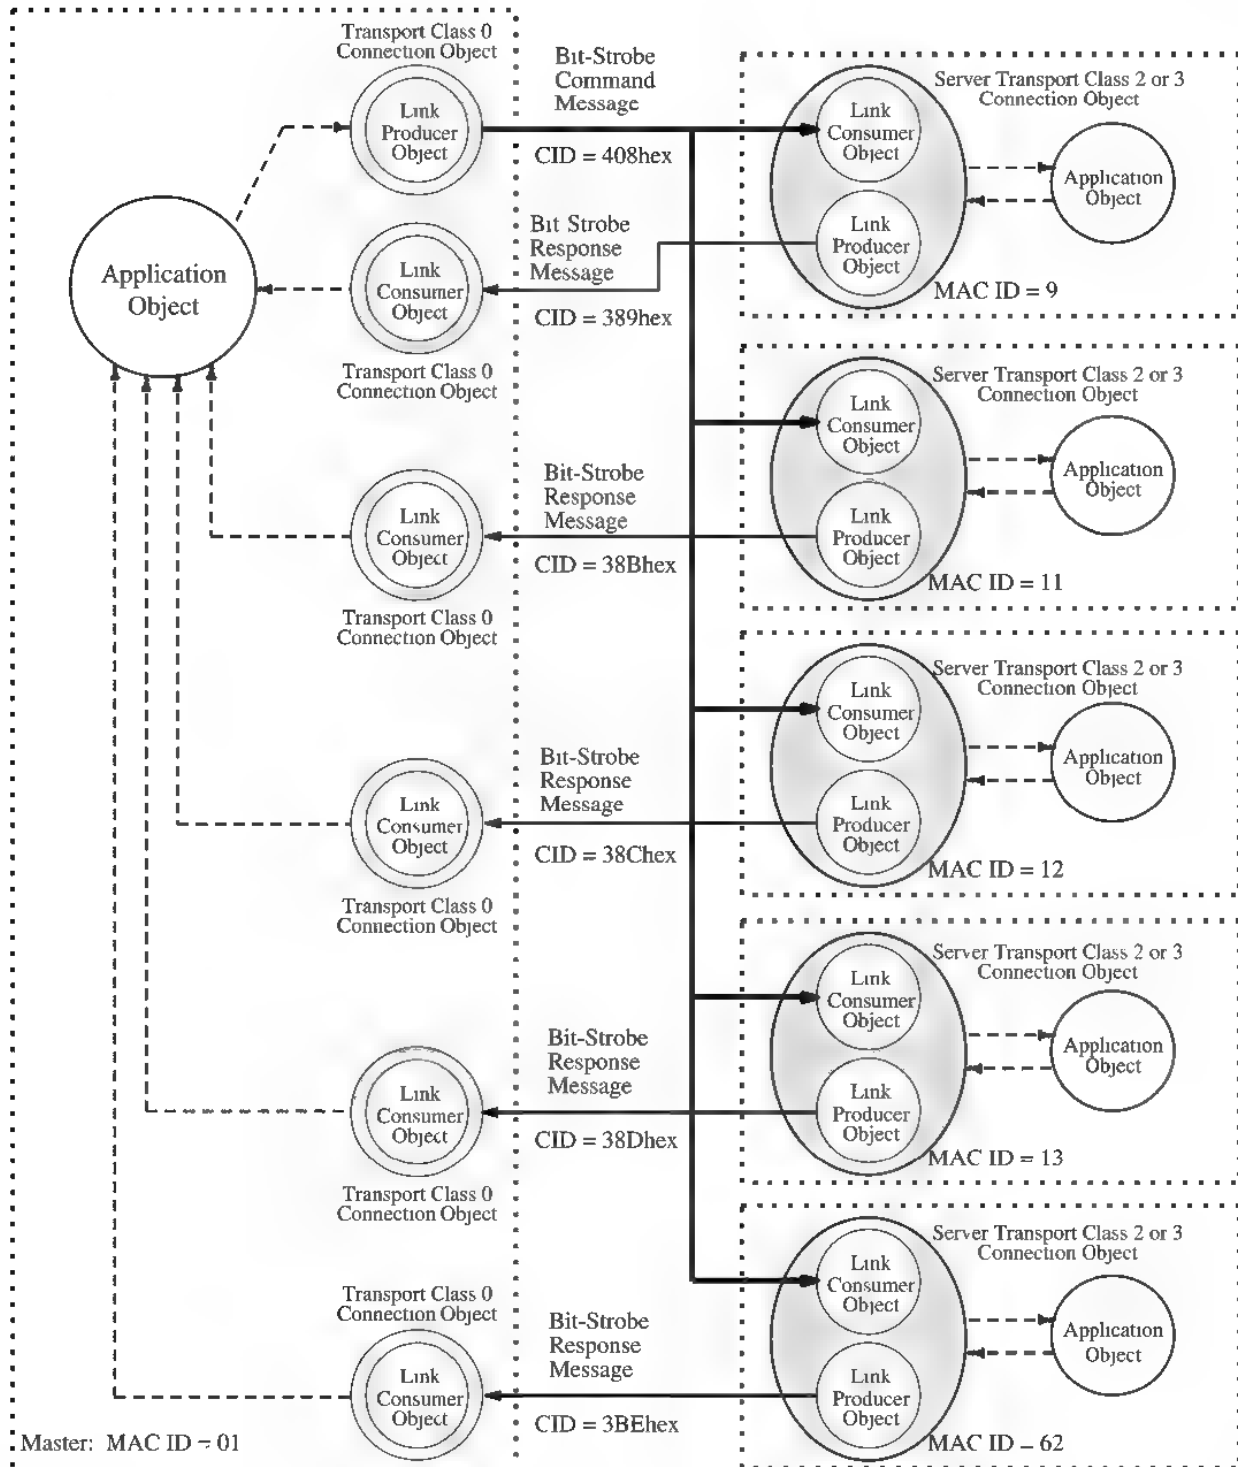 Transport Class 0
Connection Object
Link
Producer
Object
Bit-Strobe
Command
Message
CID = 408hex
Server Transport Class 2 or 3
Connection Object
Link
Consumer
Object
Link
Producer
Object
Application
Object
MAC ID = 9
Application
Object
Link
Consumer
Object
Transport Class 0
Connection Object
Bit Strobe
Response
Message
CID = 389hex
Server Transport Class 2 or 3
Connection Object
Link
Consumer
Object
Link
Producer
Object
Application
Object
MAC ID = 11
Link
Consumer
Object
Transport Class 0
Connection Object
Bit-Strobe
Response
Message
CID = 38Bhex
Server Transport Class 2 or 3
Connection Object
Link
Consumer
Object
Link
Producer
Object
Application
Object
MAC ID = 12
Link
Consumer
Object
Transport Class 0
Connection Object
Bit-Strobe
Response
Message
CID = 38Chex
Server Transport Class 2 or 3
Connection Object
Link
Consumer
Object
Link
Producer
Object
Application
Object
MAC ID = 13
Link
Consumer
Object
Transport Class 0
Connection Object
Bit-Strobe
Response
Message
CID = 38Dhex
Server Transport Class 2 or 3
Connection Object
Link
Consumer
Object
Link
Producer
Object
Application
Object
MAC ID = 62
Transport Class 0
Connection Object
Link
Consumer
Object
Bit-Strobe
Response
Message
CID = 3BEhex
Master: MAC ID = 01